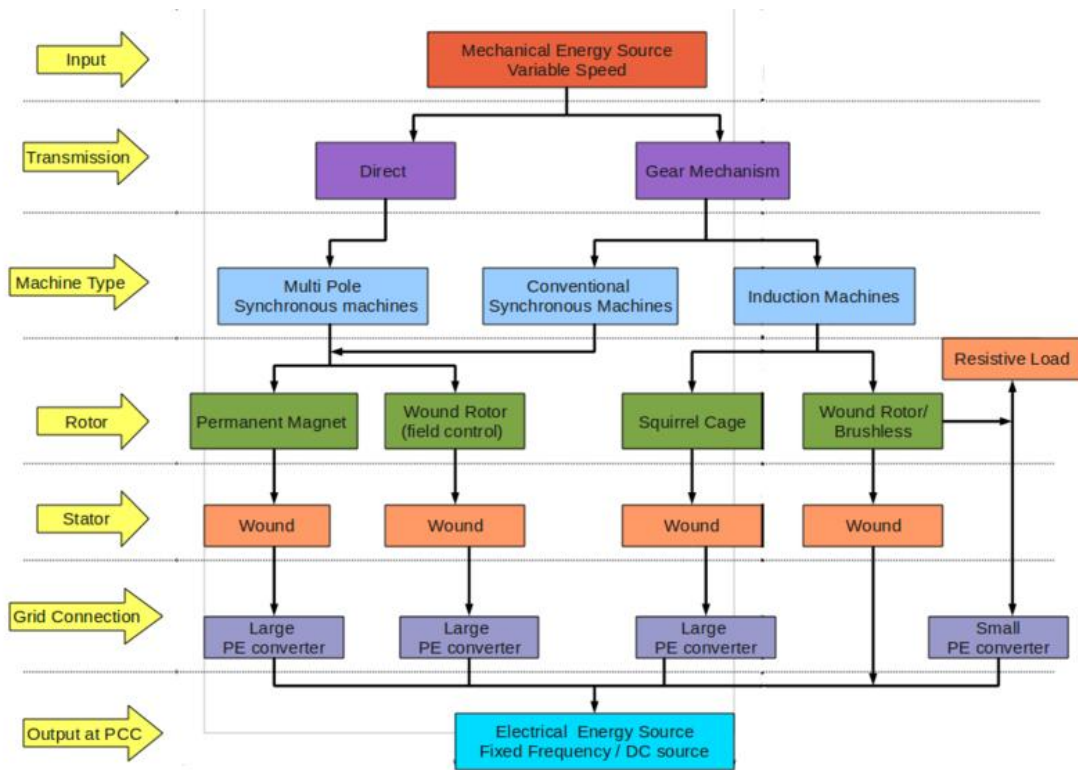 Input
Mechanical Energy Source
Variable Speed
Transmission
Direct
Gear Mechanism
Machine Type
Multi Pole
Synchronous machines
Conventional
Synchronous Machines
Induction Machines
Resistive Load
Rotor
Permanent Magnet
Wound Rotor
(field control)
Squirrel Cage
Wound Rotor/
Brushless
Stator
Wound
Wound
Wound
Wound
Grid Connection
Large
PE converter
Large
PE converter
Large
PE converter
Small
PE converter
Output at PCC
Electrical Energy Source
Fixed Frequency / DC source